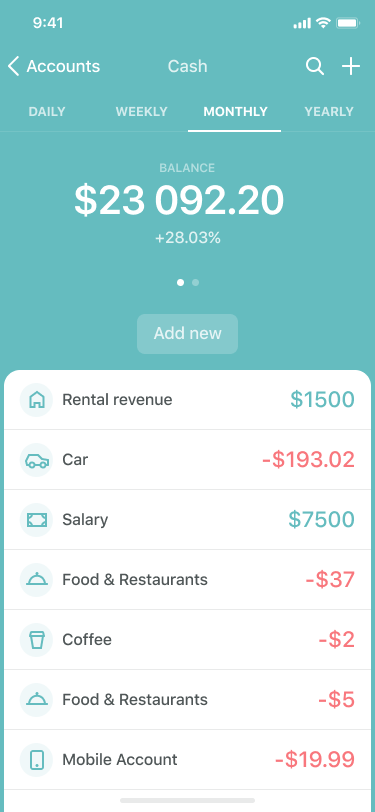 9:41
Accounts Cash
DAILY WEEKLY MONTHLY YEARLY
BALANCE
$23 092.20
+28.03%
Add new
Rental revenue $1500
Car -$193.02
Salary $7500
Food & Restaurants -$37
Coffee -$2
Food & Restaurants -$5
Mobile Account -$19.99